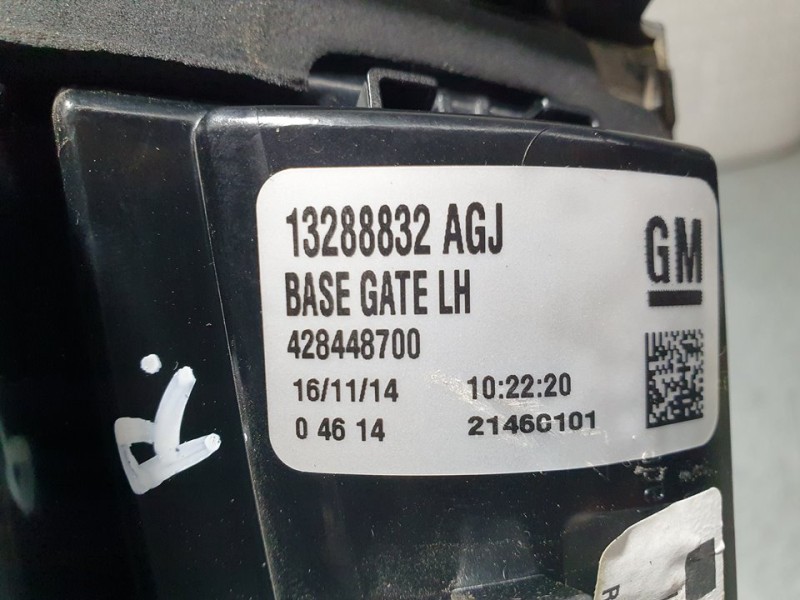 13288832 AGJ
GM
BASE GATE LH
428448700
16/11/14 10:22:20
0 46 14 2146C101